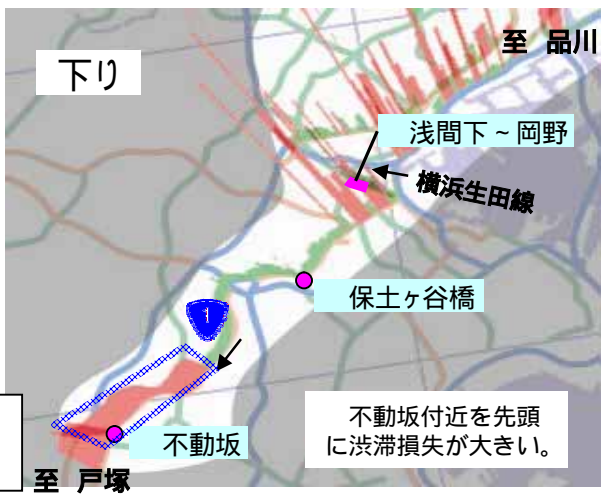 至 品川
下り
浅間下～岡野
横浜生田線
保土ヶ谷橋
1
不動坂付近を先頭
に渋滞損失が大きい。
不動坂
至 戸塚